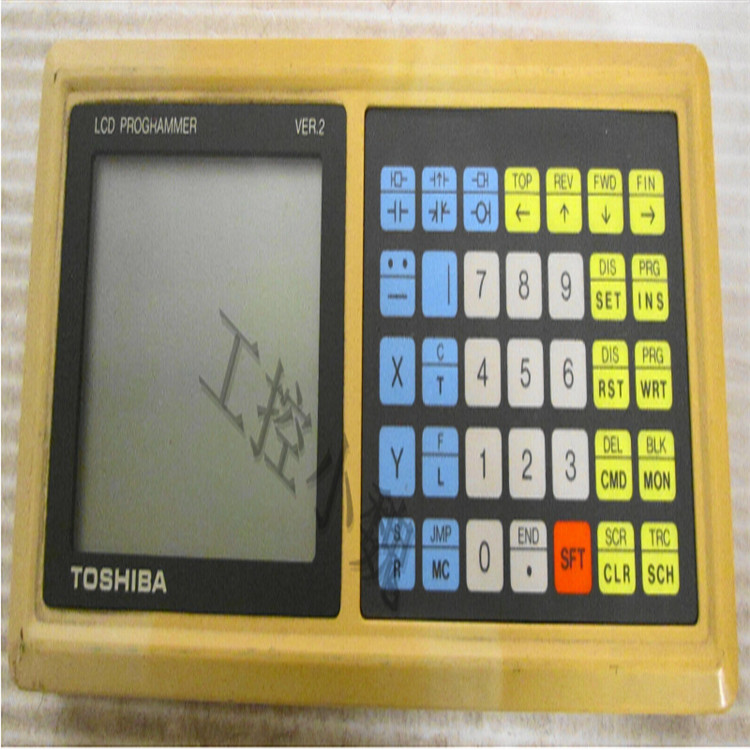 LCD PROGRAMMER VER.2
TOP REV FWD FIN
← ↑ ↓ →
7 8 9
DIS PRG
SET INS
X
C
T
4 5 6
DIS PRG
RST WRT
Y
F
L
1 2 3
DEL BLK
CMD MON
S
R
JMP
MC
0
END
.
SFT
SCR TRC
CLR SCH
TOSHIBA
工控小